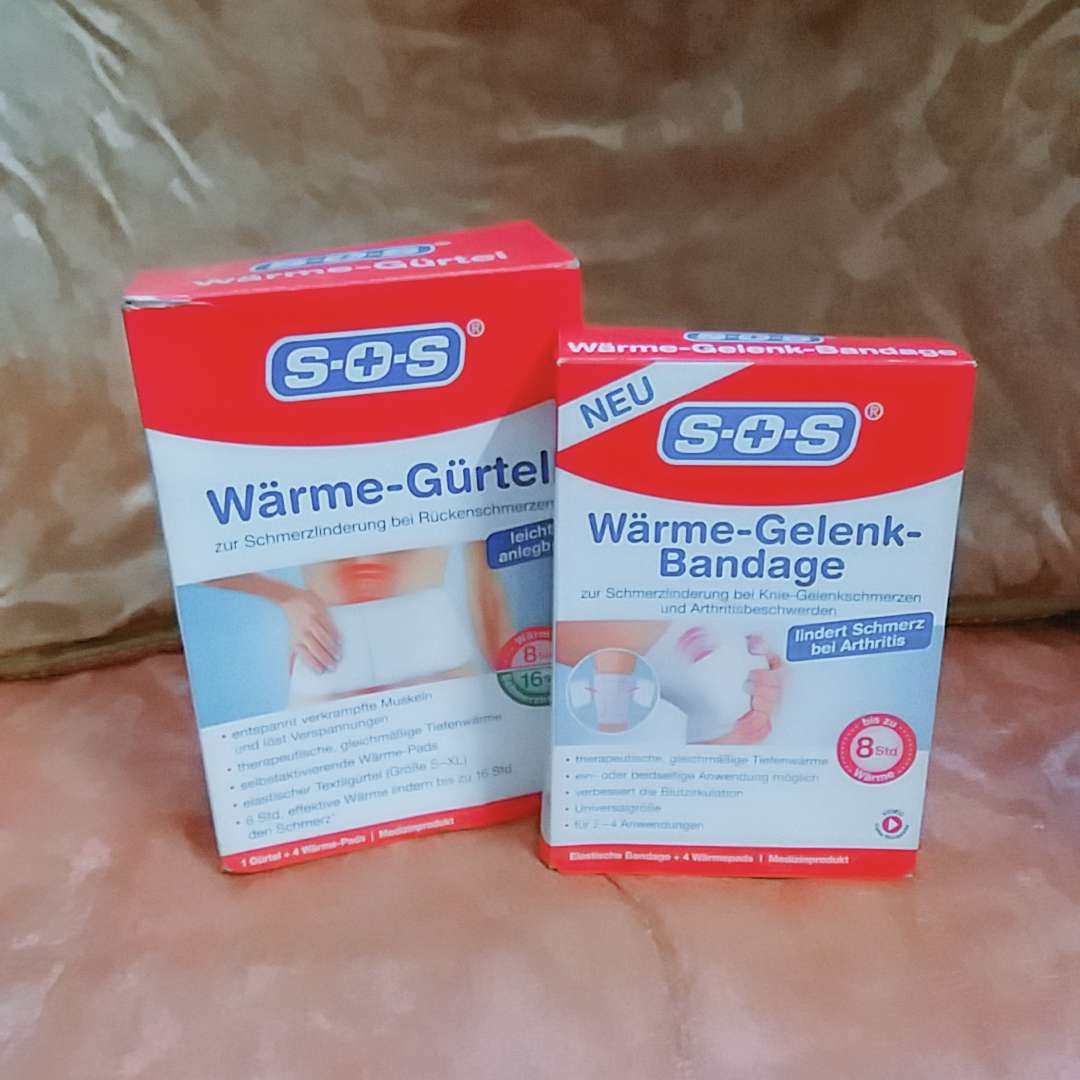 S+O+S
Wärme-Gürtel
S-O-S®
Wärme-Gürtel
zur Schmerzlinderung bei Rückenschmerzen
leicht
anlegb
Wärme
8 Std
16
• entspannt verkrampfte Muskeln
und löst Verspannungen
• therapeutische, gleichmäßige Tiefenwärme
• selbstaktivierende Wärme-Pads
• elastischer Textilgürtel (Größe S–XL)
• 8 Std. effektive Wärme lindern bis zu 16 Std.
den Schmerz*
1 Gürtel + 4 Wärme-Pads | Medizinprodukt
S-O-S
Wärme-Gelenk-Bandage
NEU
S-O-S®
Wärme-Gelenk-
Bandage
zur Schmerzlinderung bei Knie-Gelenkschmerzen
und Arthritisbeschwerden
lindert Schmerz
bei Arthritis
bis zu
8 Std
Wärme
• therapeutische, gleichmäßige Tiefenwärme
• ein- oder beidseitige Anwendung möglich
• verbessert die Blutzirkulation
• Universalgröße
• für 2–4 Anwendungen
Elastische Bandage + 4 Wärmepads | Medizinprodukt